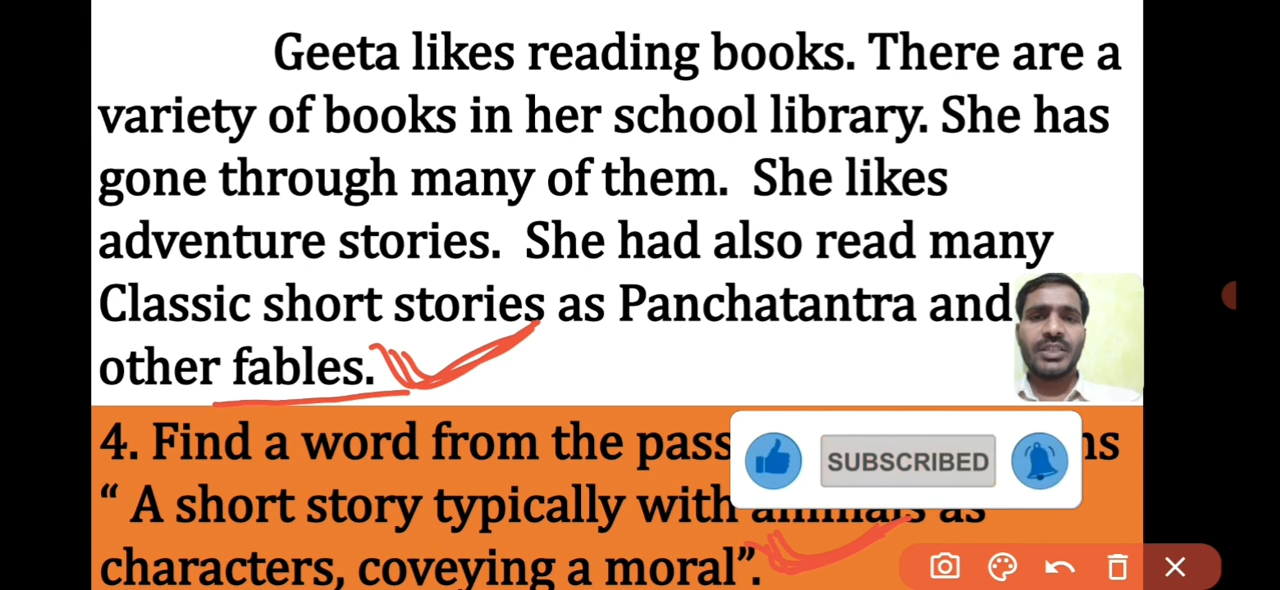 Geeta likes reading books. There are a
variety of books in her school library. She has
gone through many of them. She likes
adventure stories. She had also read many
Classic short stories as Panchatantra and
other fables.
4. Find a word from the
SUBSCRIBED
“ A short story typically with animals as
characters, coveying a moral”.